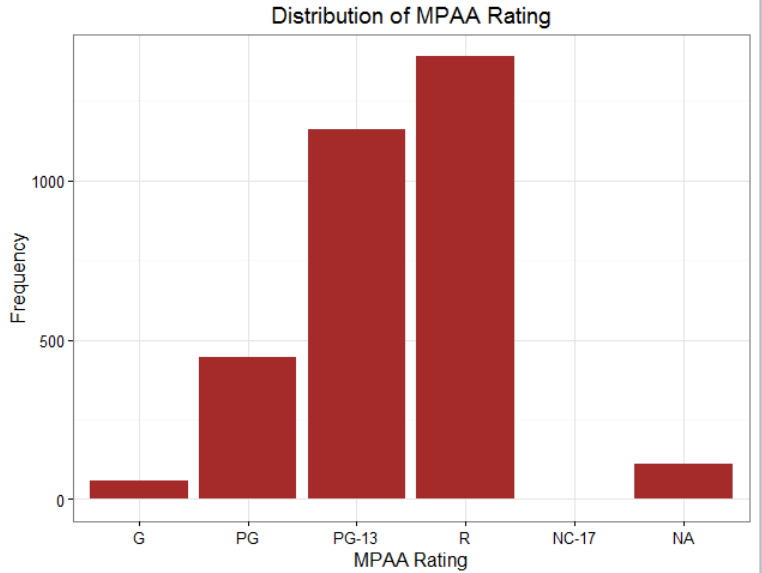 Distribution of MPAA Rating
Frequency
1000
500
0
G PG PG-13 R NC-17 NA
MPAA Rating